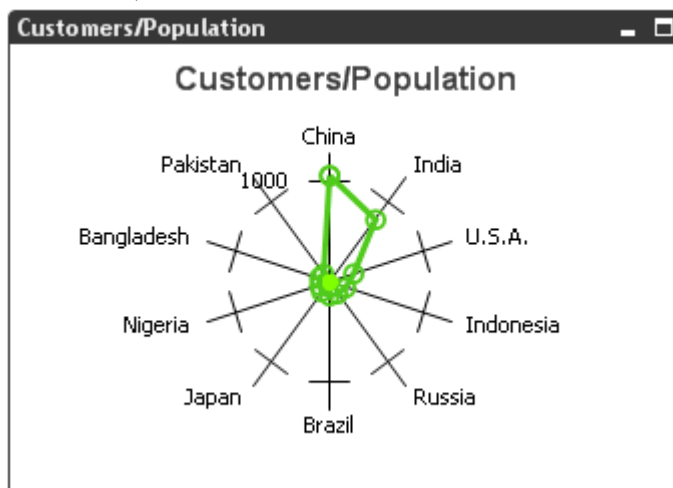 Customers/Population
Customers/Population
China
Pakistan
1000
India
Bangladesh
U.S.A.
Nigeria
Indonesia
Japan
Russia
Brazil